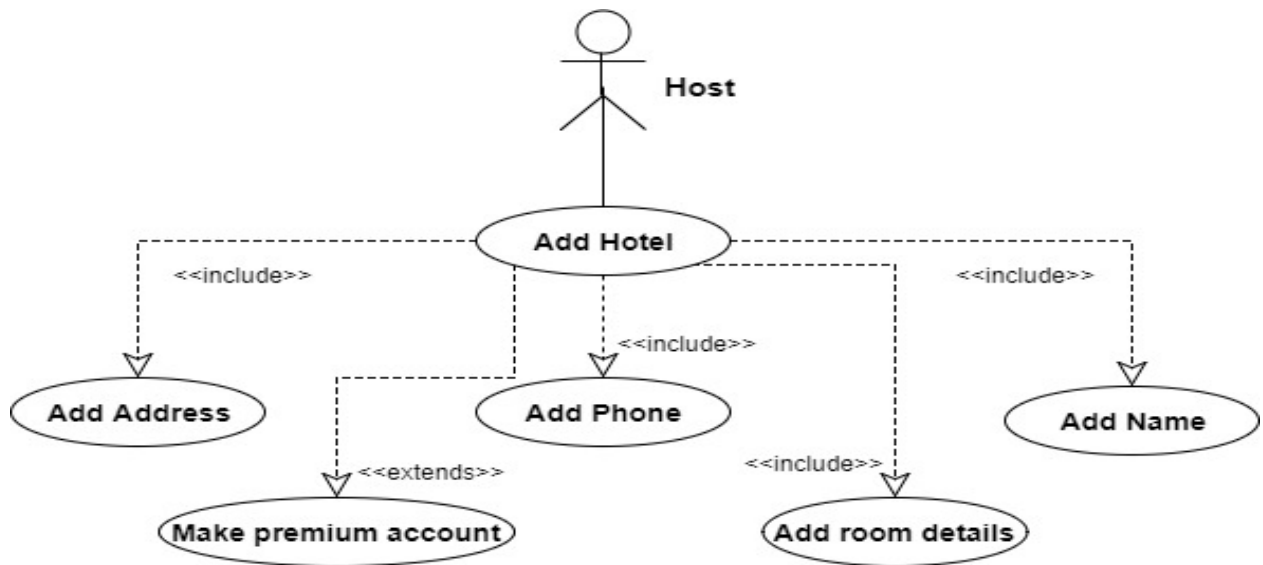 Host
Add Hotel
<<include>>
<<include>>
<<include>>
Add Address
Add Phone
Add Name
<<extends>>
<<include>>
Make premium account
Add room details